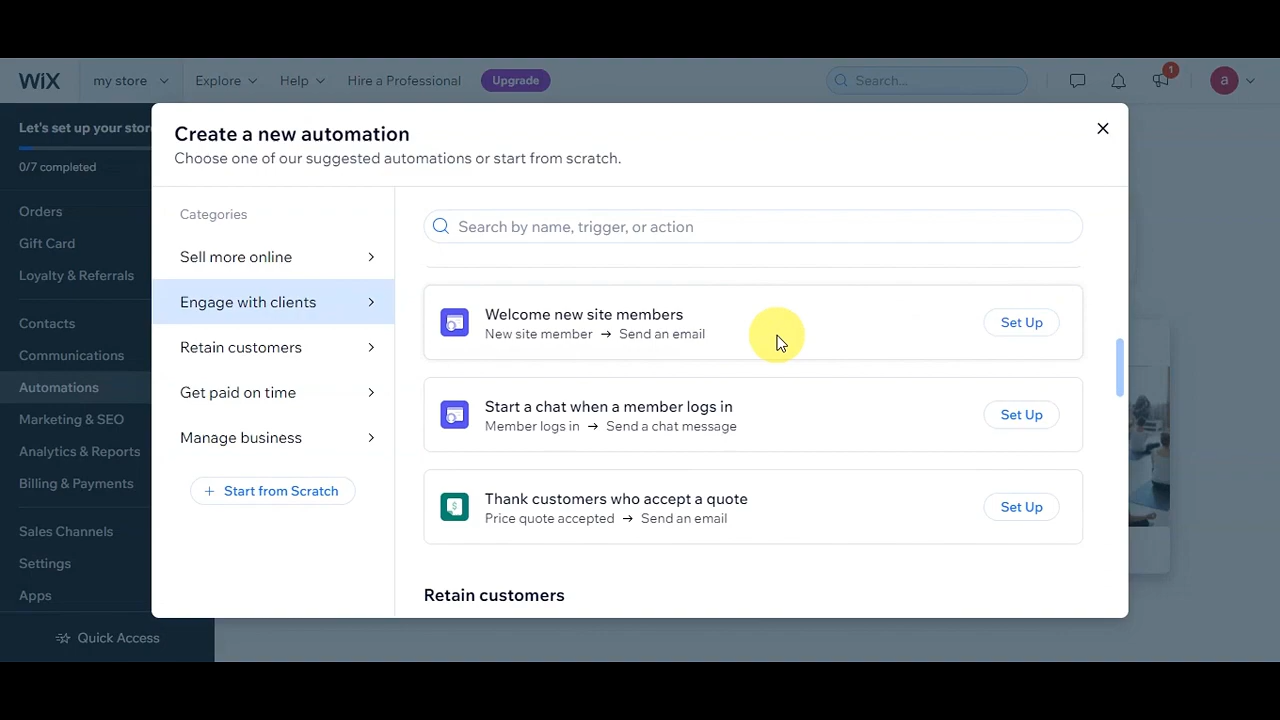 WiX my store Explore Help Hire a Professional Upgrade Search... 1 a
Let's set up your stor
0/7 completed
Orders
Gift Card
Loyalty & Referrals
Contacts
Communications
Automations
Marketing & SEO
Analytics & Reports
Billing & Payments
Sales Channels
Settings
Apps
Quick Access
Create a new automation
Choose one of our suggested automations or start from scratch.
Categories
Sell more online
Engage with clients
Retain customers
Get paid on time
Manage business
+ Start from Scratch
Search by name, trigger, or action
Welcome new site members
New site member → Send an email
Set Up
Start a chat when a member logs in
Member logs in → Send a chat message
Set Up
Thank customers who accept a quote
Price quote accepted → Send an email
Set Up
Retain customers